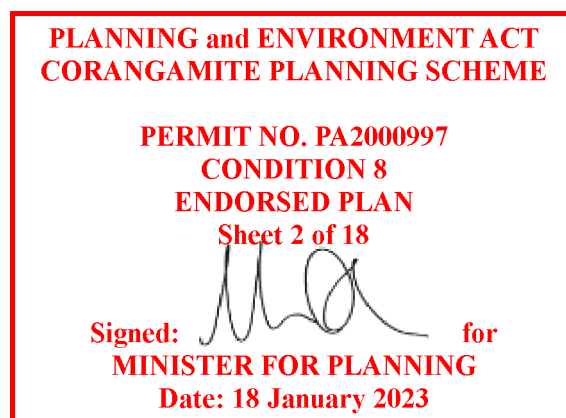 PLANNING and ENVIRONMENT ACT
CORANGAMITE PLANNING SCHEME
PERMIT NO. PA2000997
CONDITION 8
ENDORSED PLAN
Sheet 2 of 18
Signed: for
MINISTER FOR PLANNING
Date: 18 January 2023